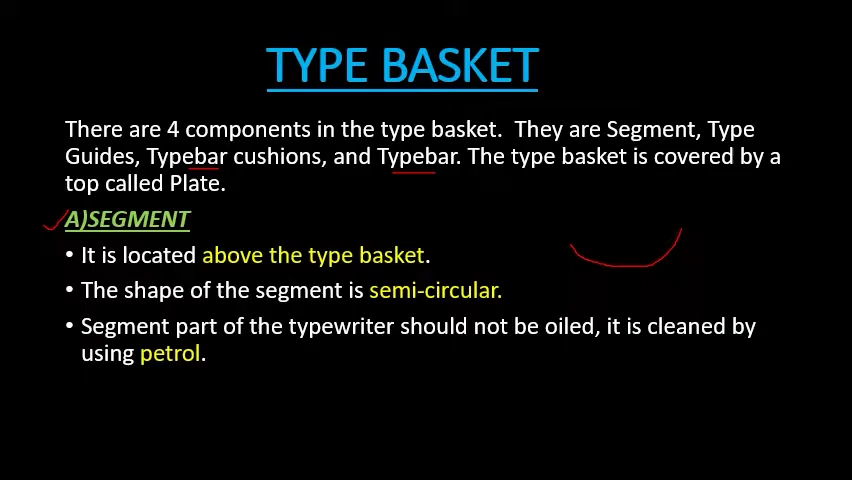 TYPE BASKET
There are 4 components in the type basket. They are Segment, Type
Guides, Typebar cushions, and Typebar. The type basket is covered by a
top called Plate.
A)SEGMENT
• It is located above the type basket.
• The shape of the segment is semi-circular.
• Segment part of the typewriter should not be oiled, it is cleaned by
using petrol.